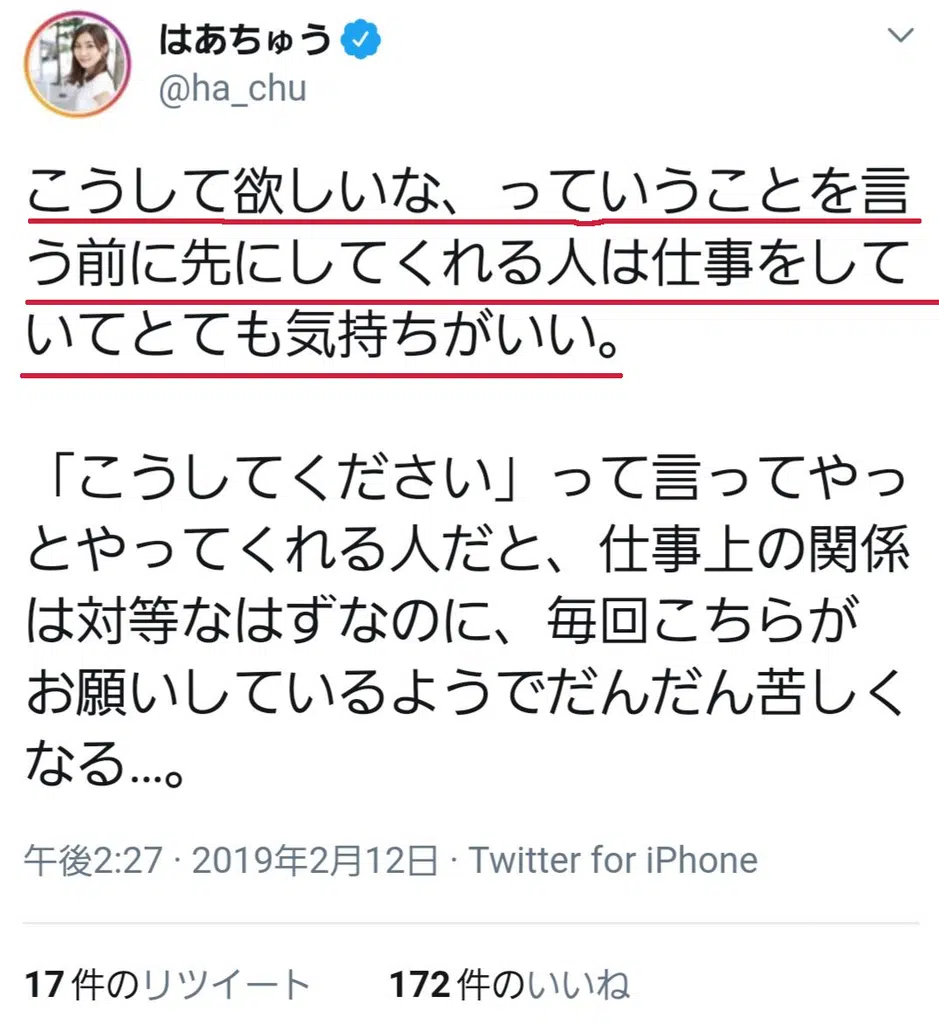 はあちゅう
@ha_chu
こうして欲しいな、っていうことを言
う前に先にしてくれる人は仕事をして
いてとても気持ちがいい。
「こうしてください」って言ってやっ
とやってくれる人だと、仕事上の関係
は対等なはずなのに、毎回こちらが
お願いしているようでだんだん苦しく
なる...。
午後2:27 · 2019年2月12日 · Twitter for iPhone
17件のリツイート 172件のいいね